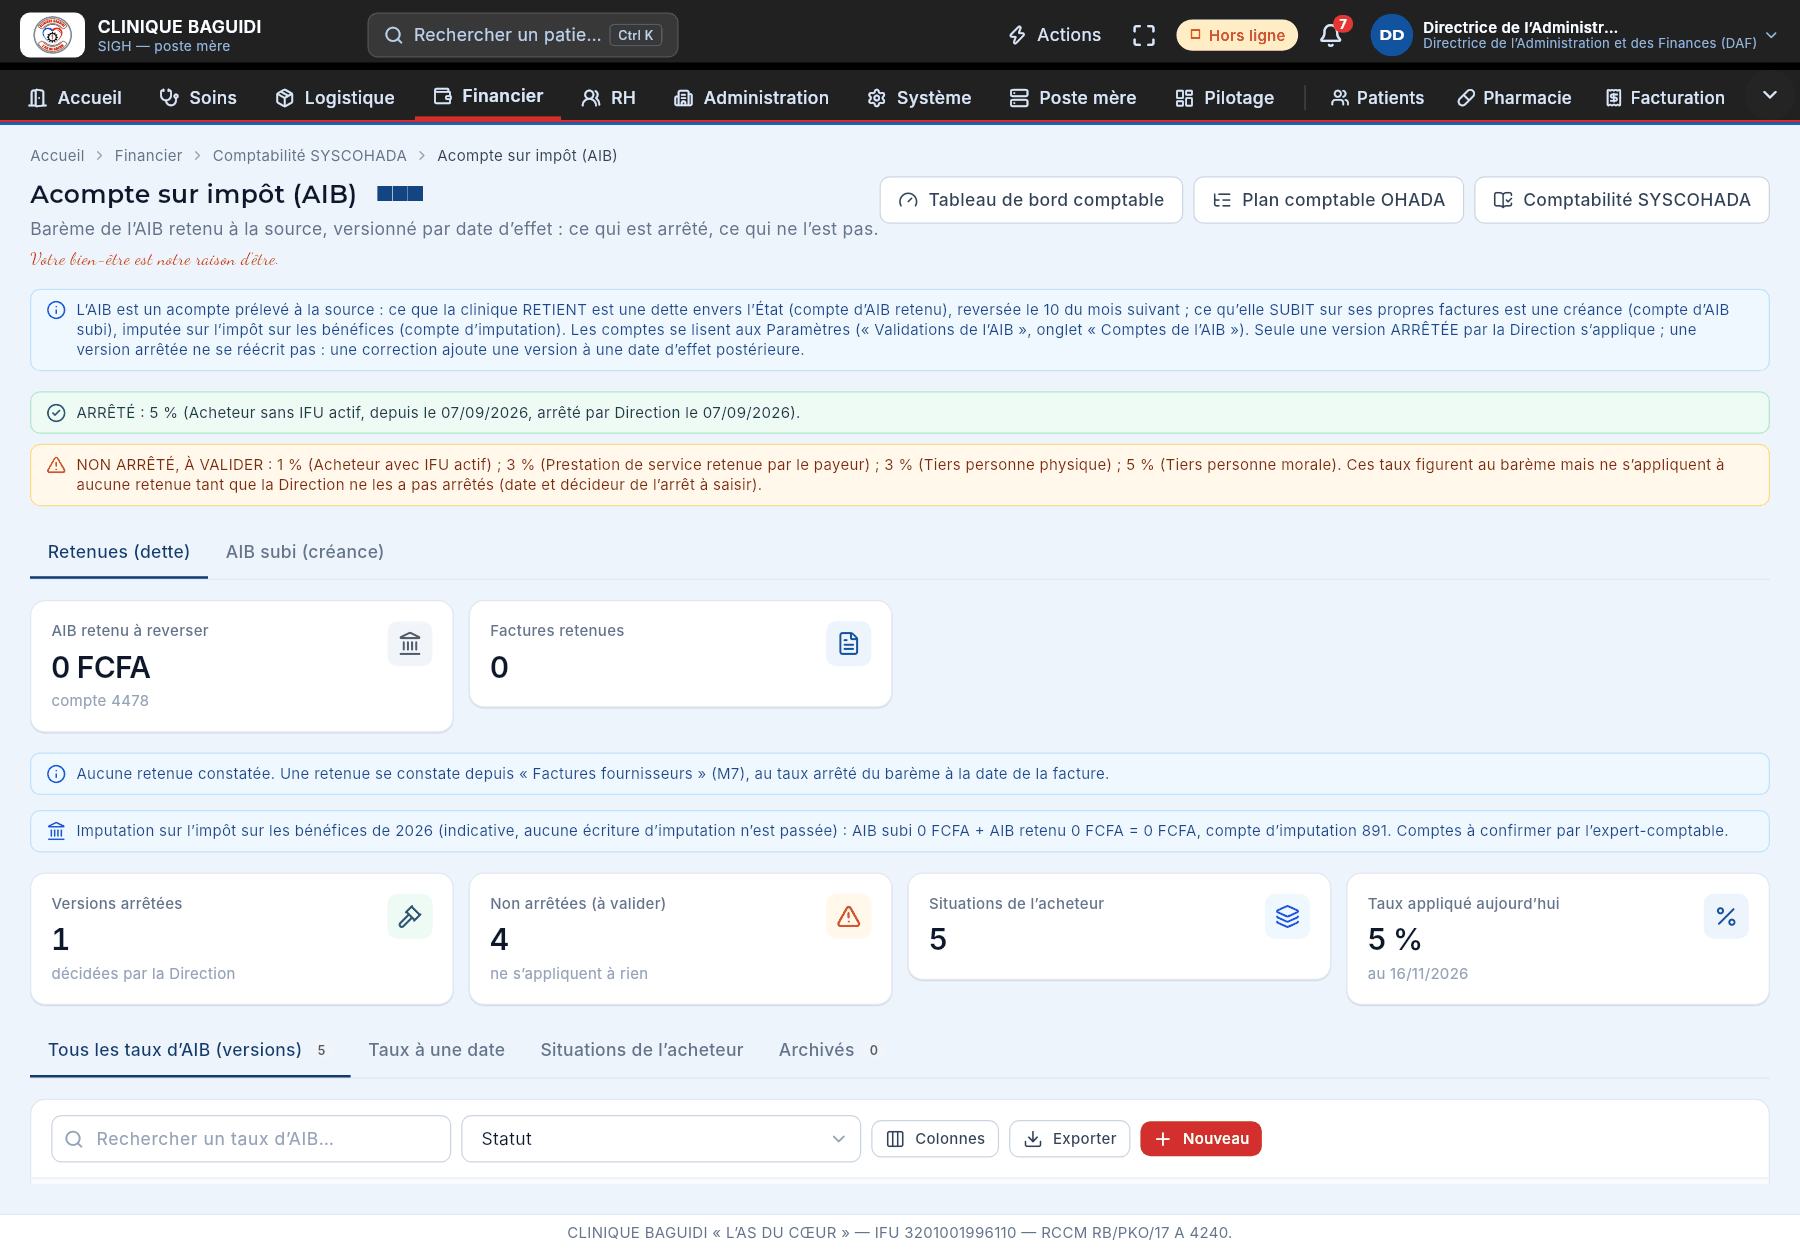 CLINIQUE BAGUIDI
SIGH — poste mère
Rechercher un patie... Ctrl K
Actions
Hors ligne
7
DD
Directrice de l’Administr...
Directrice de l’Administration et des Finances (DAF)
Accueil Soins Logistique Financier RH Administration Système Poste mère Pilotage Patients Pharmacie Facturation
Accueil > Financier > Comptabilité SYSCOHADA > Acompte sur impôt (AIB)
Acompte sur impôt (AIB)
Tableau de bord comptable Plan comptable OHADA Comptabilité SYSCOHADA
Barème de l’AIB retenu à la source, versionné par date d’effet : ce qui est arrêté, ce qui ne l’est pas.
Votre bien-être est notre raison d'être.
L’AIB est un acompte prélevé à la source : ce que la clinique RETIENT est une dette envers l’État (compte d’AIB retenu), reversée le 10 du mois suivant ; ce qu’elle SUBIT sur ses propres factures est une créance (compte d’AIB
subi), imputée sur l’impôt sur les bénéfices (compte d’imputation). Les comptes se lisent aux Paramètres (« Validations de l’AIB », onglet « Comptes de l’AIB »). Seule une version ARRÊTÉE par la Direction s’applique ; une
version arrêtée ne se réécrit pas : une correction ajoute une version à une date d’effet postérieure.
ARRÊTÉ : 5 % (Acheteur sans IFU actif, depuis le 07/09/2026, arrêté par Direction le 07/09/2026).
NON ARRÊTÉ, À VALIDER : 1 % (Acheteur avec IFU actif) ; 3 % (Prestation de service retenue par le payeur) ; 3 % (Tiers personne physique) ; 5 % (Tiers personne morale). Ces taux figurent au barème mais ne s’appliquent à
aucune retenue tant que la Direction ne les a pas arrêtés (date et décideur de l’arrêt à saisir).
Retenues (dette) AIB subi (créance)
AIB retenu à reverser
0 FCFA
compte 4478
Factures retenues
0
Aucune retenue constatée. Une retenue se constate depuis « Factures fournisseurs » (M7), au taux arrêté du barème à la date de la facture.
Imputation sur l’impôt sur les bénéfices de 2026 (indicative, aucune écriture d’imputation n’est passée) : AIB subi 0 FCFA + AIB retenu 0 FCFA = 0 FCFA, compte d’imputation 891. Comptes à confirmer par l’expert-comptable.
Versions arrêtées
1
décidées par la Direction
Non arrêtées (à valider)
4
ne s’appliquent à rien
Situations de l’acheteur
5
Taux appliqué aujourd’hui
5 %
au 16/11/2026
Tous les taux d’AIB (versions) 5 Taux à une date Situations de l’acheteur Archivés 0
Rechercher un taux d’AIB... Statut Colonnes Exporter + Nouveau
CLINIQUE BAGUIDI « L’AS DU CŒUR » — IFU 3201001996110 — RCCM RB/PKO/17 A 4240.